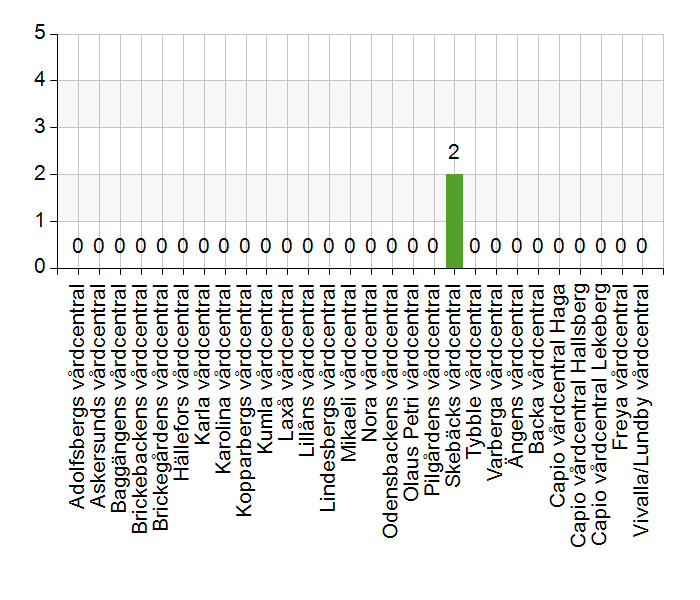 5
4
3
2
1
0
2
0 0 0 0 0 0 0 0 0 0 0 0 0 0 0 0 0 0 0 0 0 0 0 0 0 0 0
Adolfsbergs vårdcentral
Askersunds vårdcentral
Baggängens vårdcentral
Brickebackens vårdcentral
Brickegårdens vårdcentral
Hällefors vårdcentral
Karla vårdcentral
Karolina vårdcentral
Kopparbergs vårdcentral
Kumla vårdcentral
Laxå vårdcentral
Lillåns vårdcentral
Lindesbergs vårdcentral
Mikaeli vårdcentral
Nora vårdcentral
Odensbackens vårdcentral
Olaus Petri vårdcentral
Pilgårdens vårdcentral
Skebäcks vårdcentral
Tybble vårdcentral
Varberga vårdcentral
Ängens vårdcentral
Backa vårdcentral
Capio vårdcentral Haga
Capio vårdcentral Hallsberg
Capio vårdcentral Lekeberg
Freya vårdcentral
Vivalla/Lundby vårdcentral